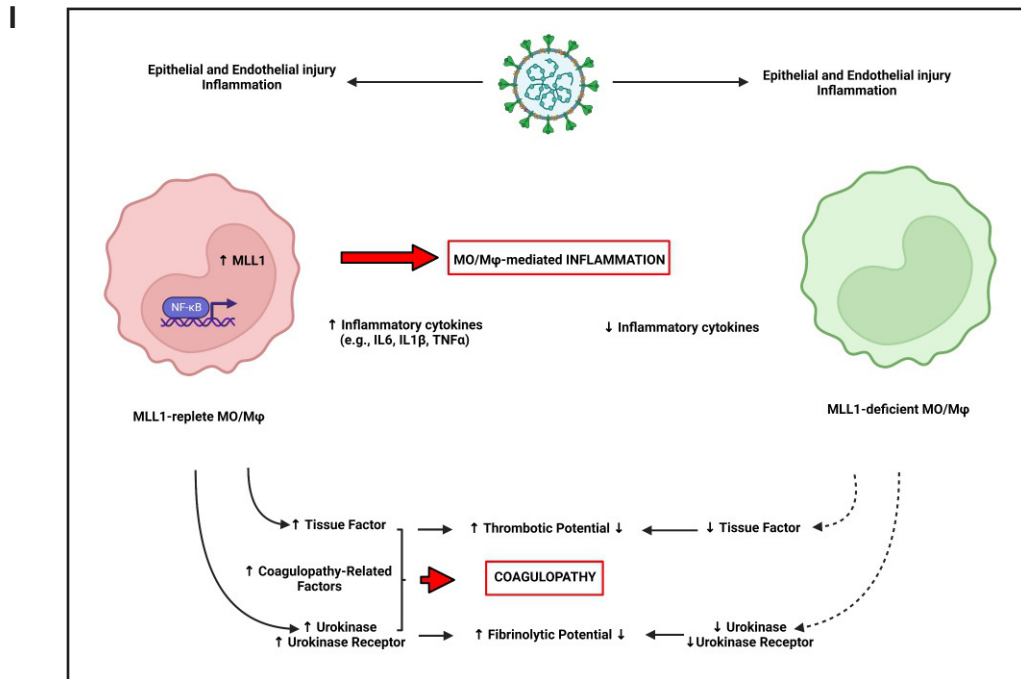 I
Epithelial and Endothelial injury
Inflammation
Epithelial and Endothelial injury
Inflammation
↑ MLL1
NF-κB
MO/Mφ-mediated INFLAMMATION
↑ Inflammatory cytokines
(e.g., IL6, IL1β, TNFα)
↓ Inflammatory cytokines
MLL1-replete MO/Mφ
MLL1-deficient MO/Mφ
↑ Tissue Factor
↑ Thrombotic Potential ↓
↓ Tissue Factor
↑ Coagulopathy-Related
Factors
COAGULOPATHY
↑ Urokinase
↑ Urokinase Receptor
↑ Fibrinolytic Potential ↓
↓ Urokinase
↓Urokinase Receptor